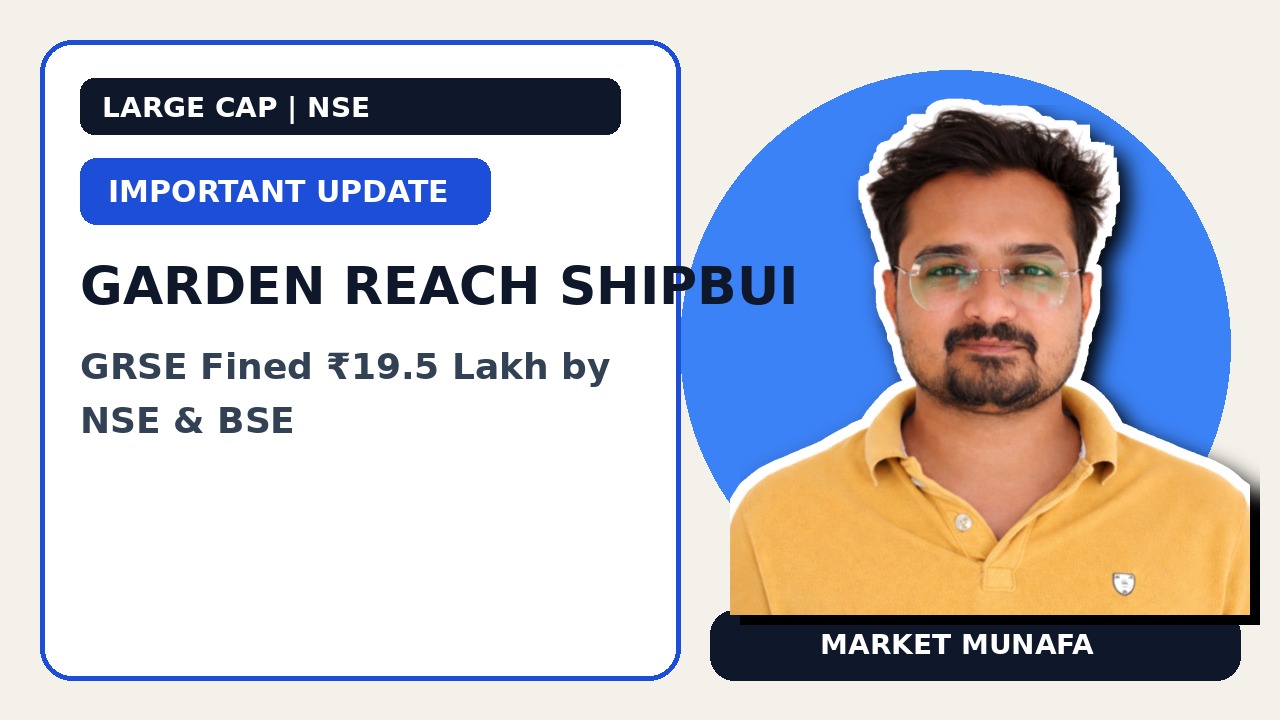 LARGE CAP | NSE
IMPORTANT UPDATE
GARDEN REACH SHIPBUI
GRSE Fined ₹19.5 Lakh by
NSE & BSE
MARKET MUNAFA